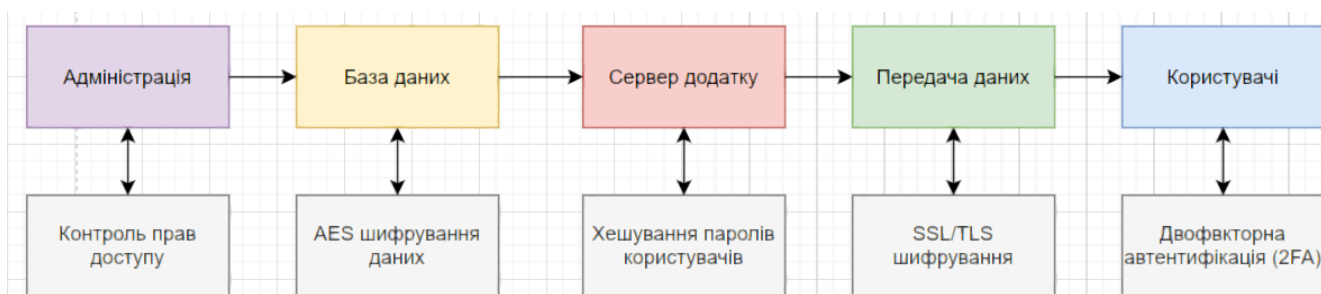 Адміністрація
База даних
Сервер додатку
Передача даних
Користувачі
Контроль прав
доступу
AES шифрування
даних
Хешування паролів
користувачів
SSL/TLS
шифрування
Двофвкторна
автентифікація (2FA)